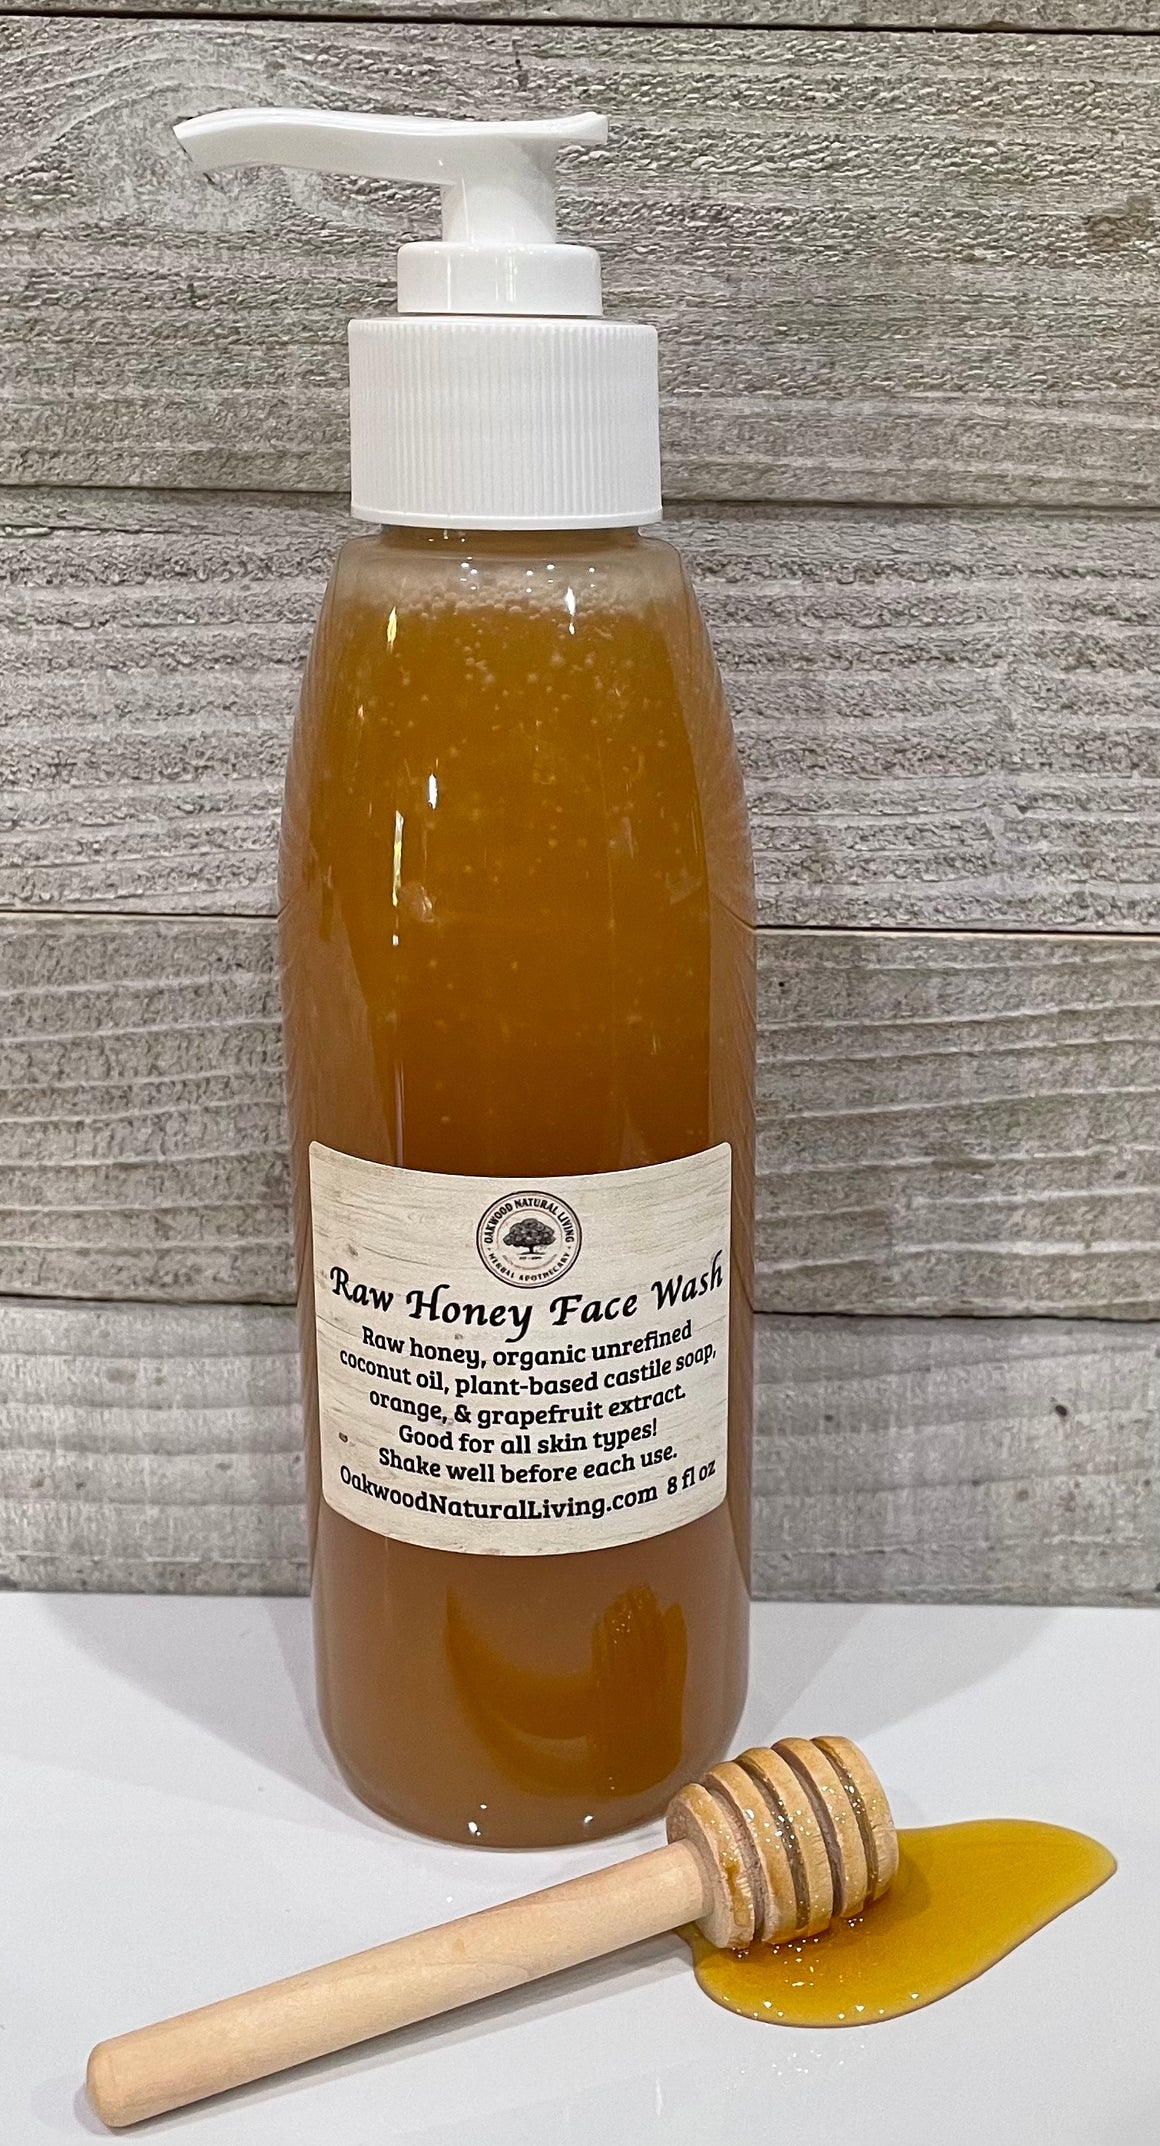 OAKWOOD NATURAL LIVING
HERBAL APOTHECARY
Raw Honey Face Wash
Raw honey, organic unrefined
coconut oil, plant-based castile soap,
orange, & grapefruit extract.
Good for all skin types!
Shake well before each use.
OakwoodNaturalLiving.com 8 fl oz